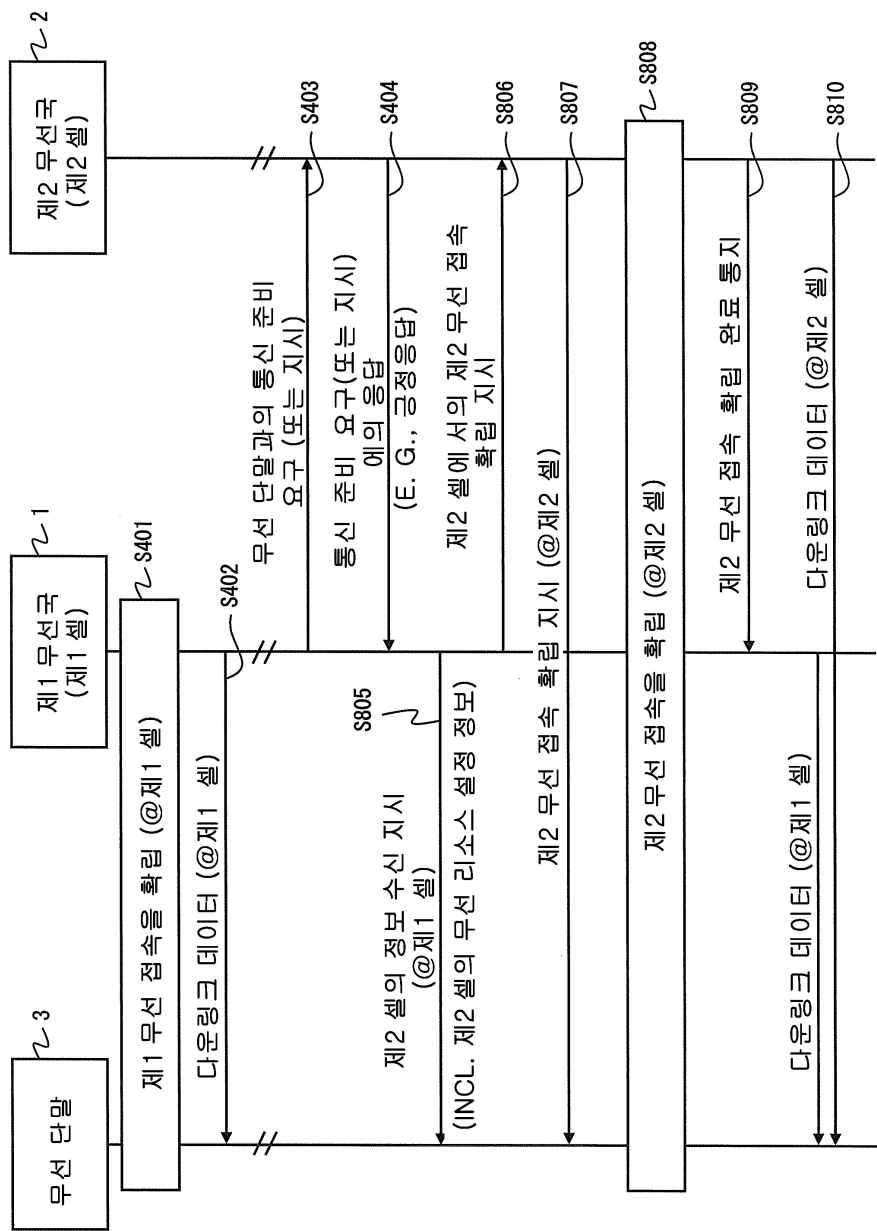 무선 단말
3
제1 무선국
(제1 셀)
1
제2 무선국
(제2 셀)
2
제1 무선 접속을 확립 (@제1 셀)
S401
다운링크 데이터 (@제1 셀)
S402
무선 단말과의 통신 준비
요구 (또는 지시)
S403
통신 준비 요구(또는 지시)
에의 응답
(E. G., 긍정응답)
S404
제2 셀의 정보 수신 지시
(@제1 셀)
(INCL. 제2 셀의 무선 리소스 설정 정보)
S805
제2 셀에서의 제2 무선 접속
확립 지시
S806
제2 무선 접속 확립 지시 (@제2 셀)
S807
제2 무선 접속을 확립 (@제2 셀)
S808
제2 무선 접속 확립 완료 통지
S809
다운링크 데이터 (@제1 셀)
다운링크 데이터 (@제2 셀)
S810